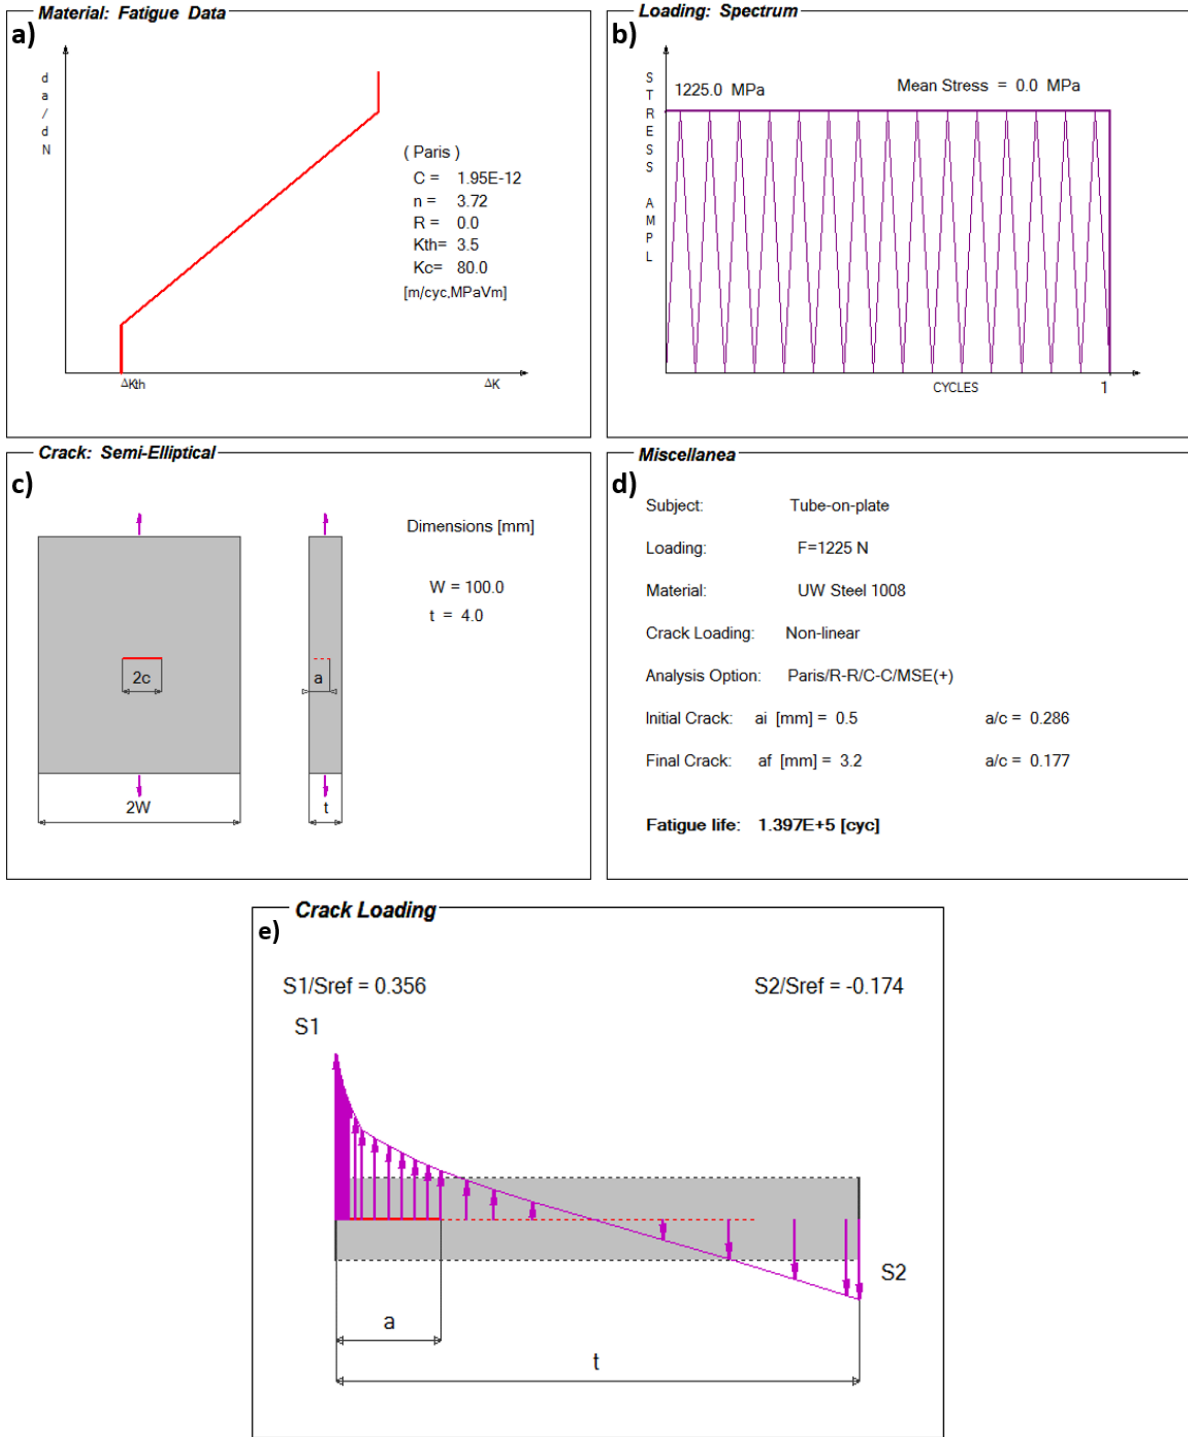 Material: Fatigue Data
a)
da/dN
( Paris )
C = 1.95E-12
n = 3.72
R = 0.0
Kth= 3.5
Kc= 80.0
[m/cyc,MPaVm]
ΔKth
ΔK
Loading: Spectrum
b)
STRESS AMPL
1225.0 MPa
Mean Stress = 0.0 MPa
CYCLES
1
Crack: Semi-Elliptical
c)
Dimensions [mm]
W = 100.0
t = 4.0
2c
a
2W
t
Miscellanea
d)
Subject: Tube-on-plate
Loading: F=1225 N
Material: UW Steel 1008
Crack Loading: Non-linear
Analysis Option: Paris/R-R/C-C/MSE(+)
Initial Crack: ai [mm] = 0.5 a/c = 0.286
Final Crack: af [mm] = 3.2 a/c = 0.177
Fatigue life: 1.397E+5 [cyc]
Crack Loading
e)
S1/Sref = 0.356 S2/Sref = -0.174
S1
S2
a
t